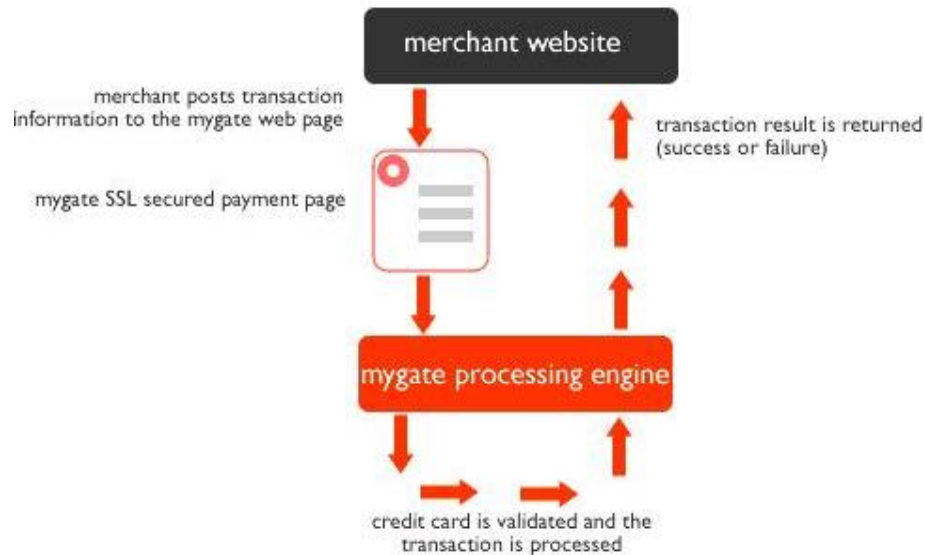 merchant website
merchant posts transaction
information to the mygate web page
transaction result is returned
(success or failure)
mygate SSL secured payment page
mygate processing engine
credit card is validated and the
transaction is processed